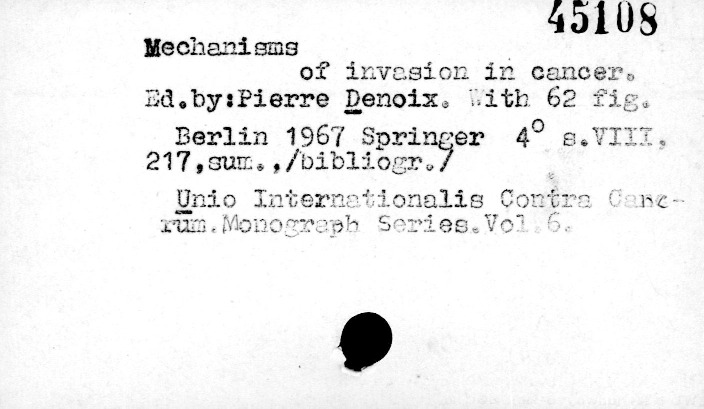 45108
Mechanisms
of invasion in cancer.
Ed.by:Pierre Denoix. With 62 fig.
Berlin 1967 Springer 4° s.VIII,
217,sum.,/bibliogr./
Unio Internationalis Contra Canc-
rum.Monograph Series.Vol.6.